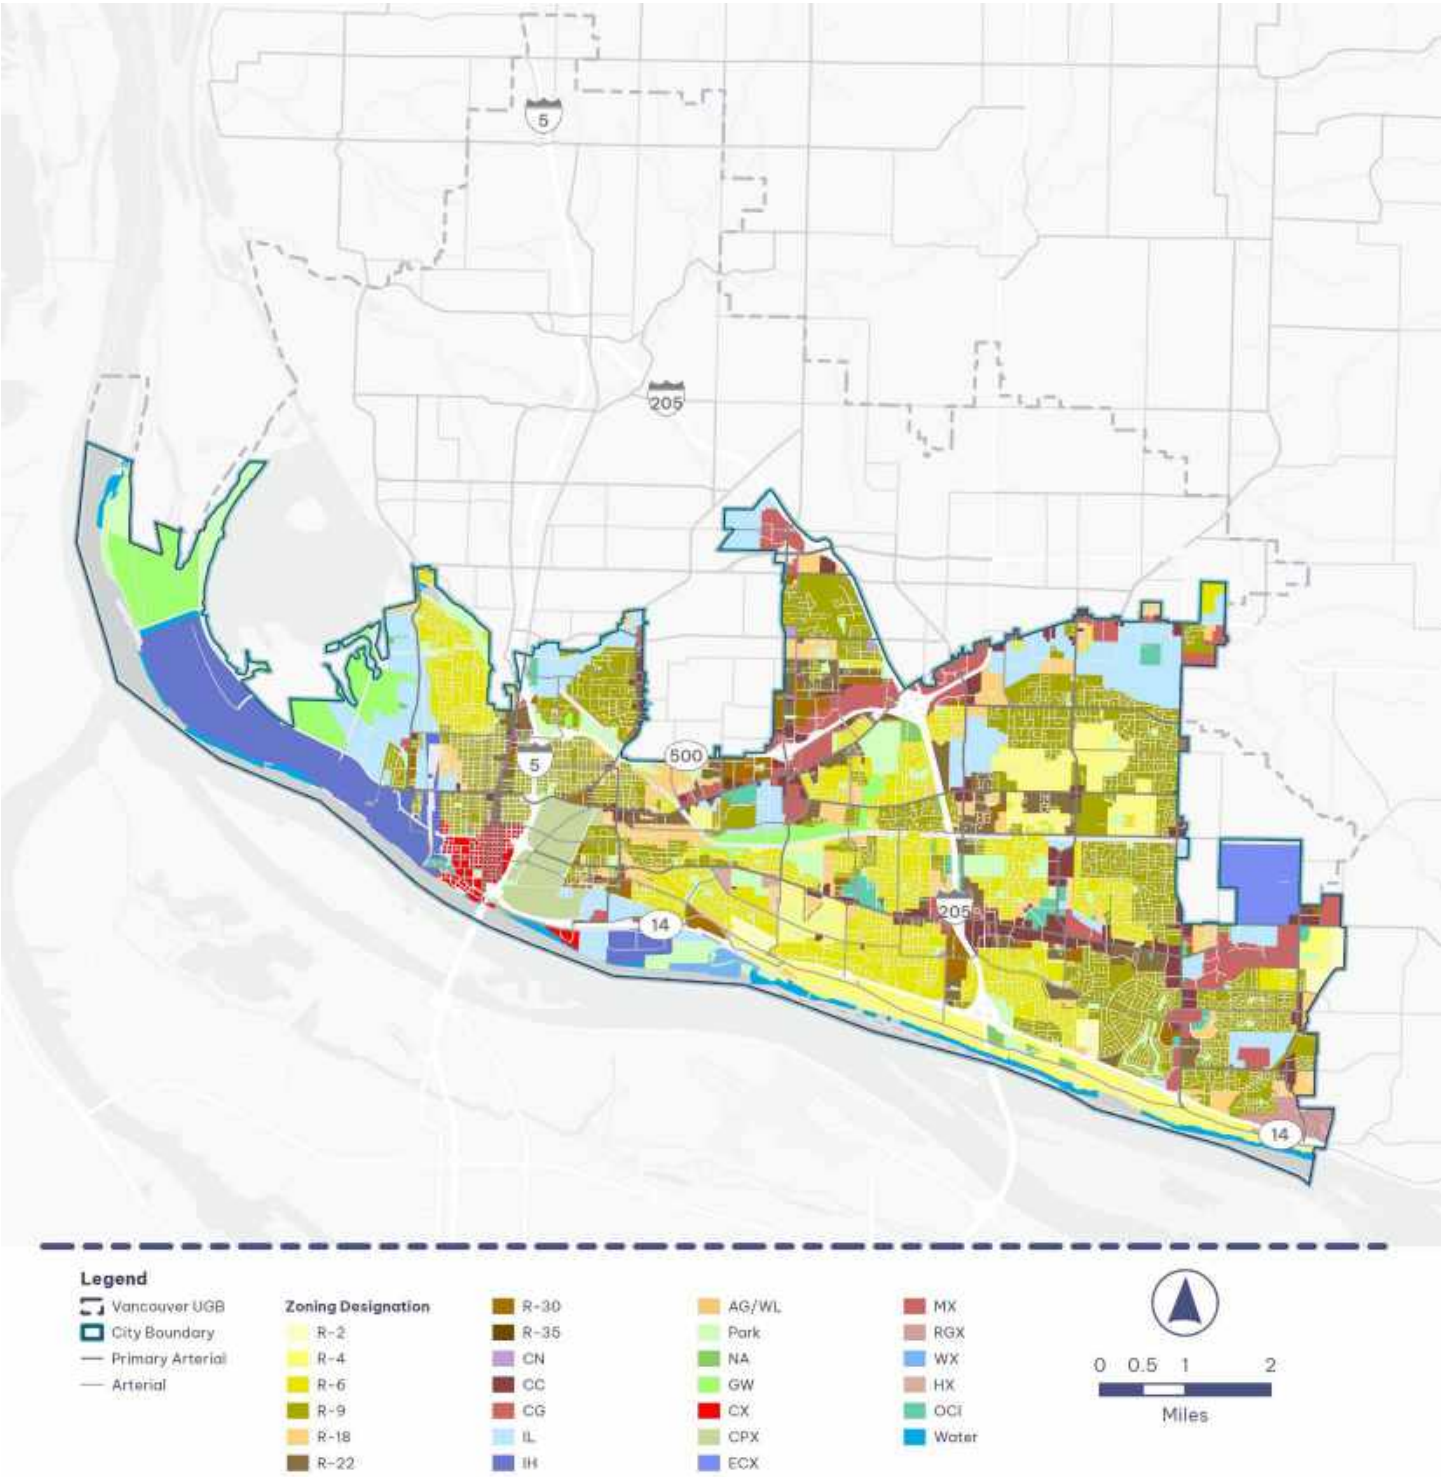 5
205
500
5
14
205
14
Legend
Vancouver UGB
City Boundary
Primary Arterial
Arterial
Zoning Designation
R-2
R-4
R-6
R-9
R-18
R-22
R-30
R-35
CN
CC
CG
IL
IH
AG/WL
Park
NA
GW
CX
CPX
ECX
MX
RGX
WX
HX
OCI
Water
0 0.5 1 2
Miles